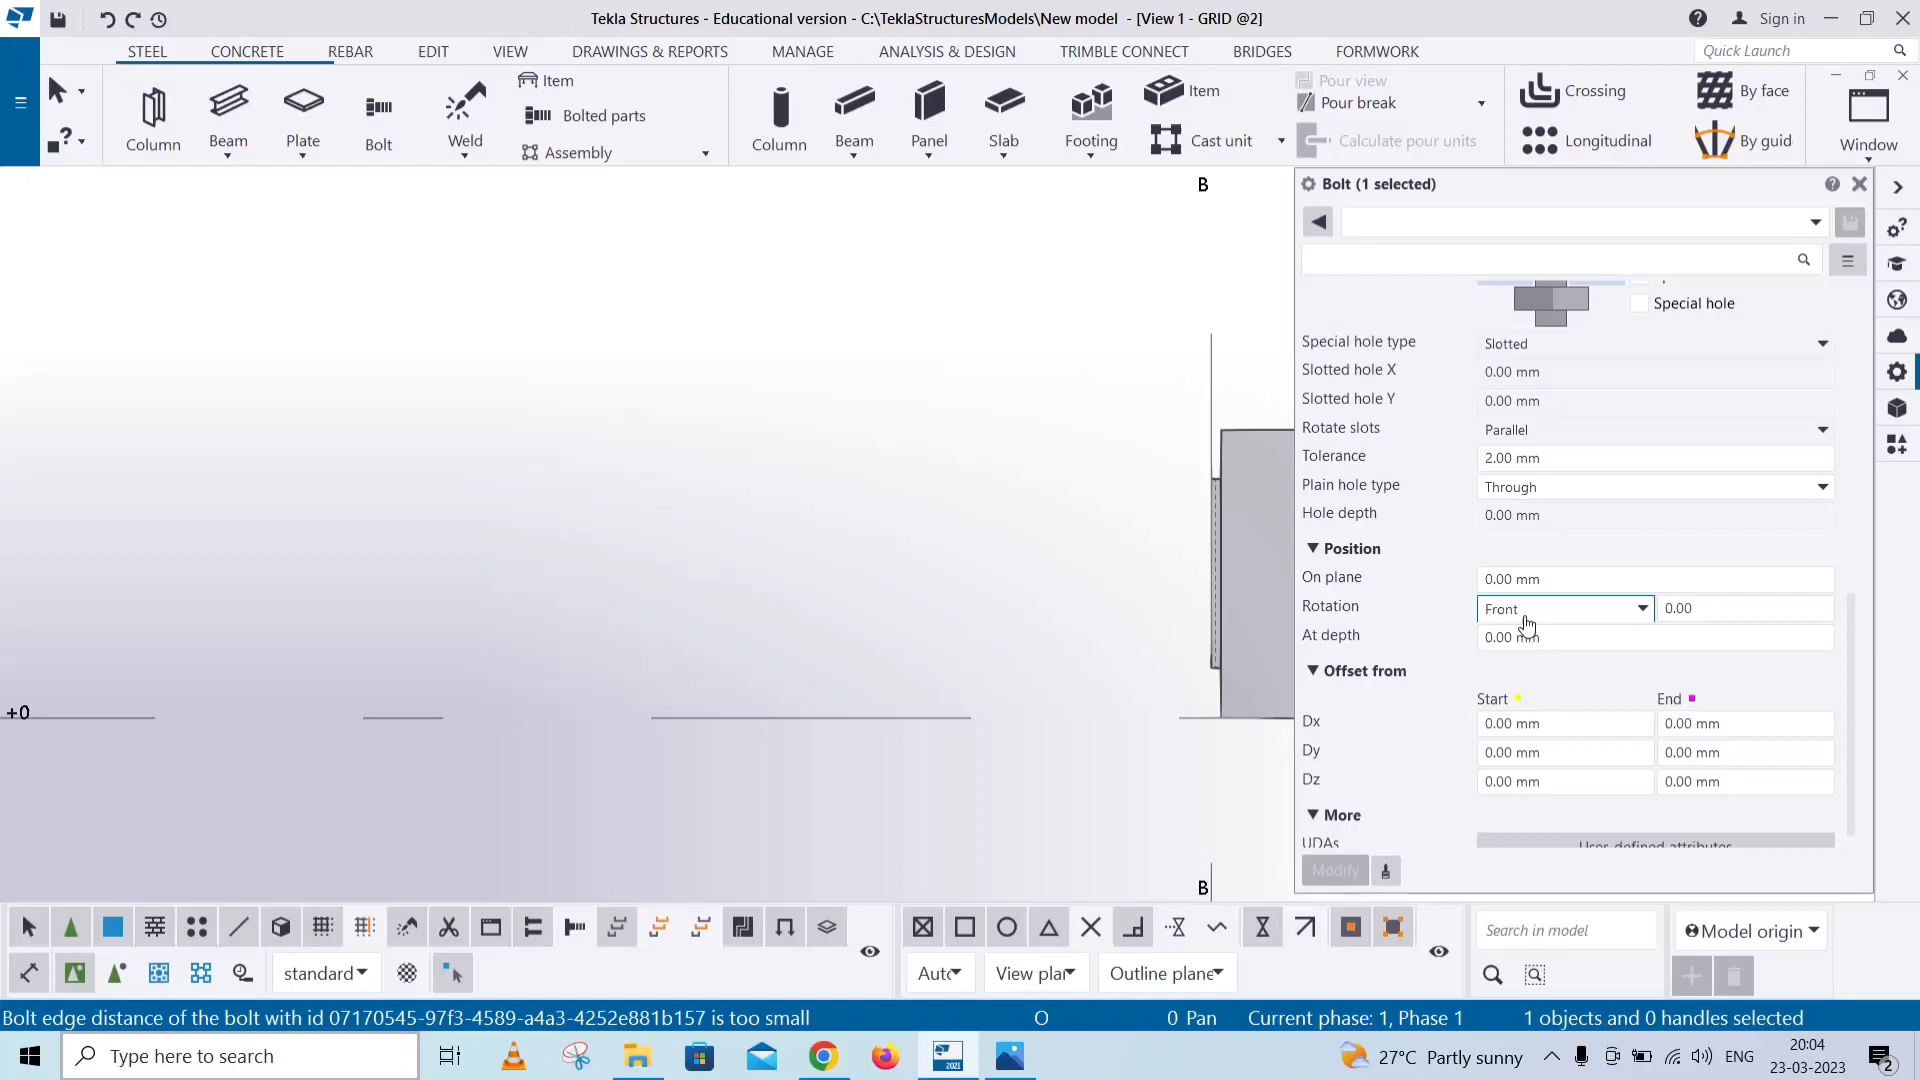 Tekla Structures - Educational version - C:\TeklaStructuresModels\New model - [View 1 - GRID @2]
Sign in
STEEL CONCRETE REBAR EDIT VIEW DRAWINGS & REPORTS MANAGE ANALYSIS & DESIGN TRIMBLE CONNECT BRIDGES FORMWORK
Quick Launch
Item
Bolted parts
Assembly
Column Beam Plate Bolt Weld
Column Beam Panel Slab Footing
Item
Cast unit
Pour view
Pour break
Calculate pour units
Crossing
Longitudinal
By face
By guid
Window
B
Bolt (1 selected)
Special hole
Special hole type Slotted
Slotted hole X 0.00 mm
Slotted hole Y 0.00 mm
Rotate slots Parallel
Tolerance 2.00 mm
Plain hole type Through
Hole depth 0.00 mm
Position
On plane 0.00 mm
Rotation Front 0.00
At depth 0.00 mm
Offset from
Start End
Dx 0.00 mm 0.00 mm
Dy 0.00 mm 0.00 mm
Dz 0.00 mm 0.00 mm
More
UDAs User-defined attributes
Modify
+0
B
standard
Auto
View plan
Outline plane
Search in model
Model origin
Bolt edge distance of the bolt with id 07170545-97f3-4589-a4a3-4252e881b157 is too small
O
0 Pan
Current phase: 1, Phase 1
1 objects and 0 handles selected
Type here to search
2021
27°C Partly sunny
ENG
20:04
23-03-2023
2